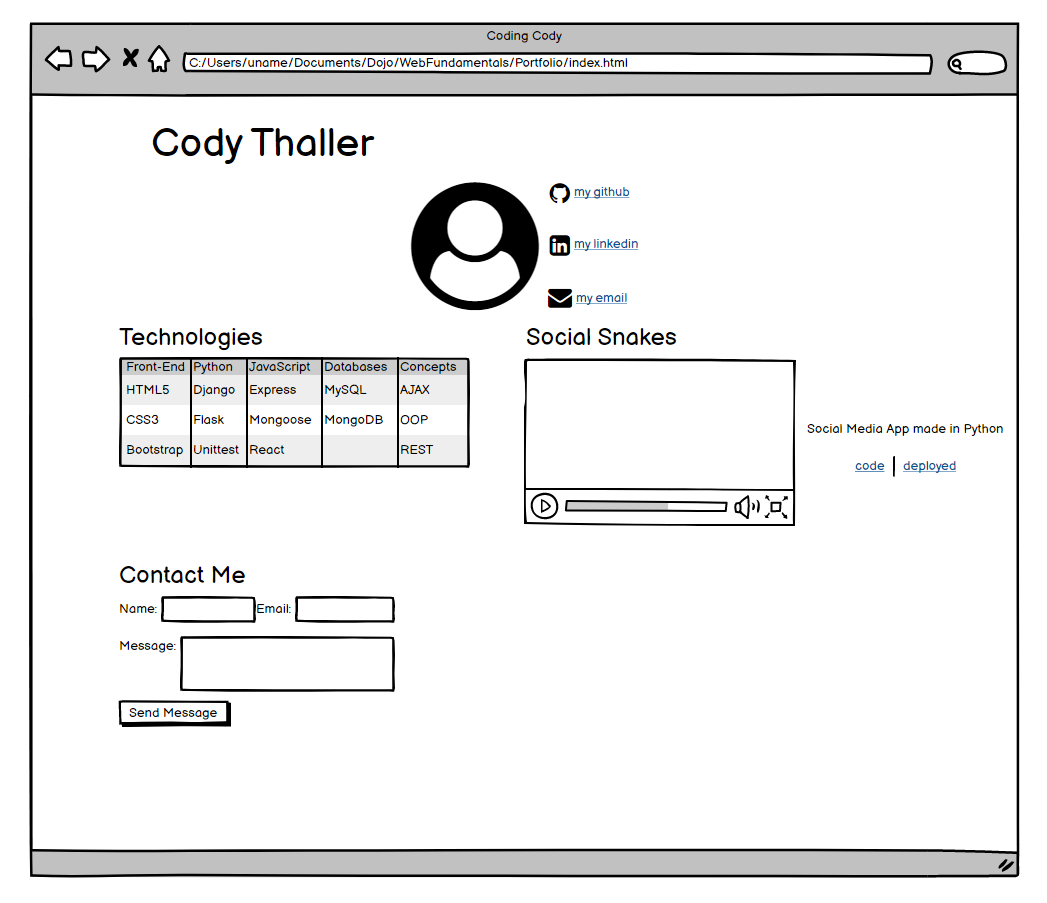 Coding Cody
C:/Users/uname/Documents/Dojo/WebFundamentals/Portfolio/index.html
Cody Thaller
my github
in my linkedin
my email
Technologies
Front-End Python JavaScript Databases Concepts
HTML5 Django Express MySQL AJAX
CSS3 Flask Mongoose MongoDB OOP
Bootstrap Unittest React REST
Social Snakes
Social Media App made in Python
code | deployed
Contact Me
Name: Email:
Message:
Send Message